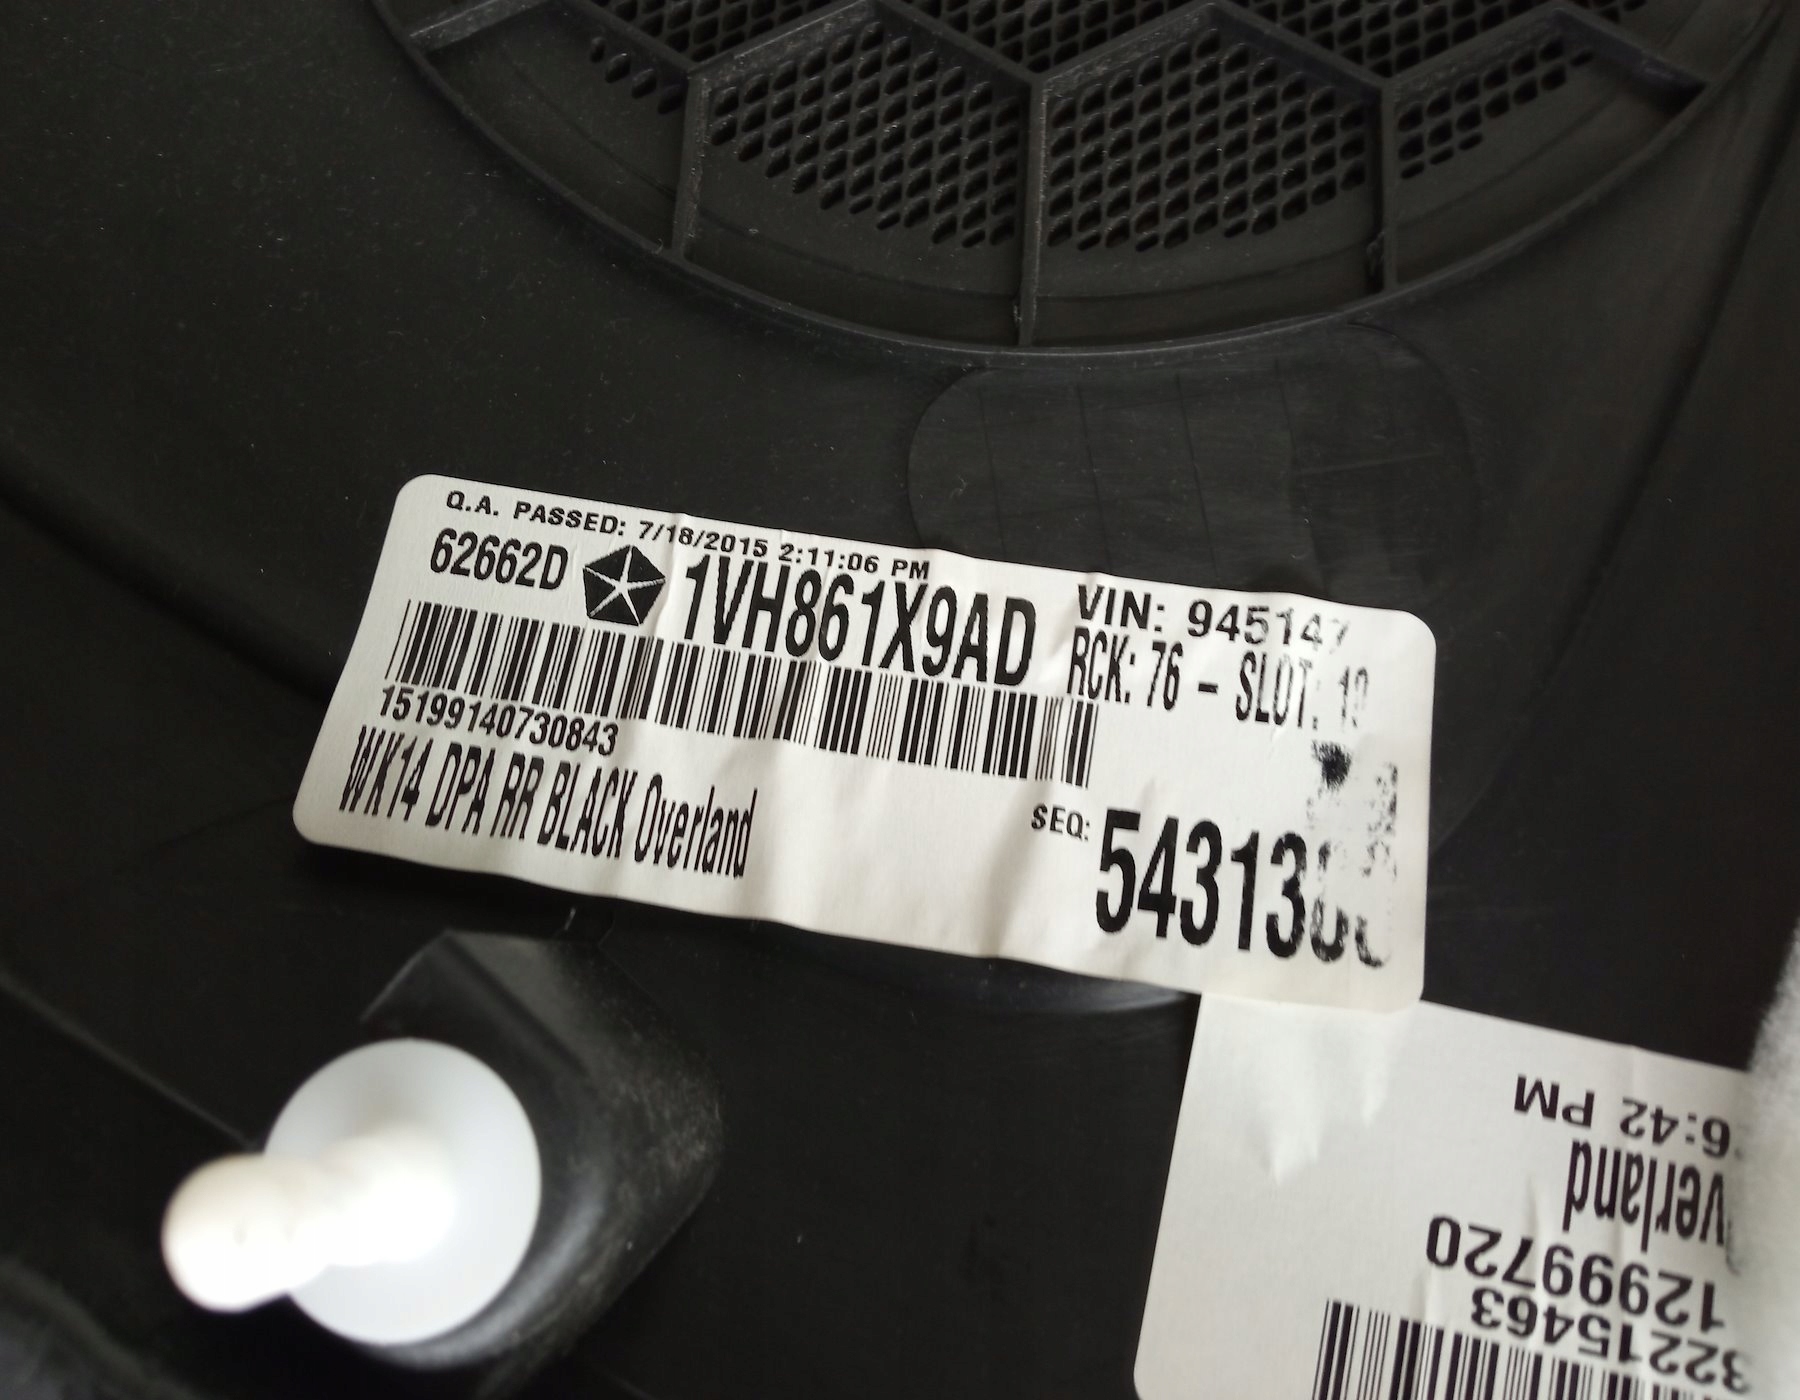 Q.A. PASSED: 7/18/2015 2:11:06 PM
62662D 1VH861X9AD
VIN: 945147
RCK: 76 - SLOT:
15199140730843
WK14 DPA RR BLACK Overland
SEQ:
6:42 PM
verland
12999720
32215463